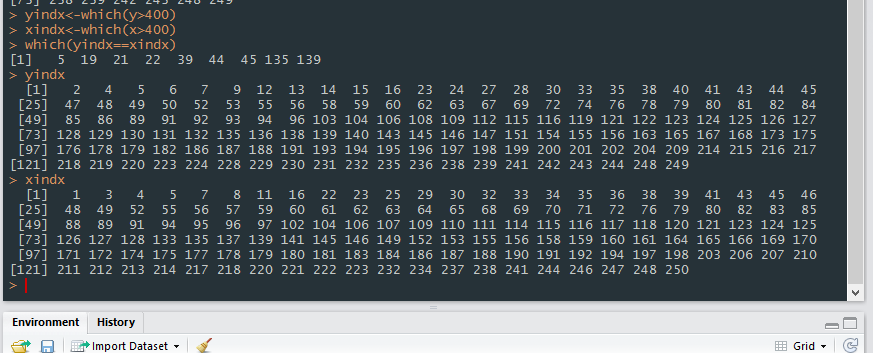 > yindx<-which(y>400)
> xindx<-which(x>400)
> which(yindx==xindx)
[1] 5 19 21 22 39 44 45 135 139
> yindx
[1] 2 4 5 6 7 9 12 13 14 15 16 23 24 27 28 30 33 35 38 40 41 43 44 45
[25] 47 48 49 50 52 53 55 56 58 59 60 62 63 67 69 72 74 76 78 79 80 81 82 84
[49] 85 86 89 91 92 93 94 96 103 104 106 108 109 112 115 116 119 121 122 123 124 125 126 127
[73] 128 129 130 131 132 135 136 138 139 140 143 145 146 147 151 154 155 156 163 165 167 168 173 175
[97] 176 178 179 182 186 187 188 191 193 194 195 196 197 198 199 200 201 202 204 209 214 215 216 217
[121] 218 219 220 223 224 228 229 230 231 232 235 236 238 239 241 242 243 244 248 249
> xindx
[1] 1 3 4 5 7 8 11 16 22 23 25 29 30 32 33 34 35 36 38 39 41 43 45 46
[25] 48 49 52 55 56 57 59 60 61 62 63 64 65 68 69 70 71 72 76 79 80 82 83 85
[49] 88 89 91 94 95 96 97 102 104 106 107 109 110 111 114 115 116 117 118 120 121 123 124 125
[73] 126 127 128 133 135 137 139 141 145 146 149 152 153 155 156 158 159 160 161 164 165 166 169 170
[97] 171 172 174 175 177 178 179 180 181 183 184 186 187 188 190 191 192 194 197 198 203 206 207 210
[121] 211 212 213 214 217 218 220 221 222 223 232 234 237 238 241 244 246 247 248 250
>
Environment History
Import Dataset Grid